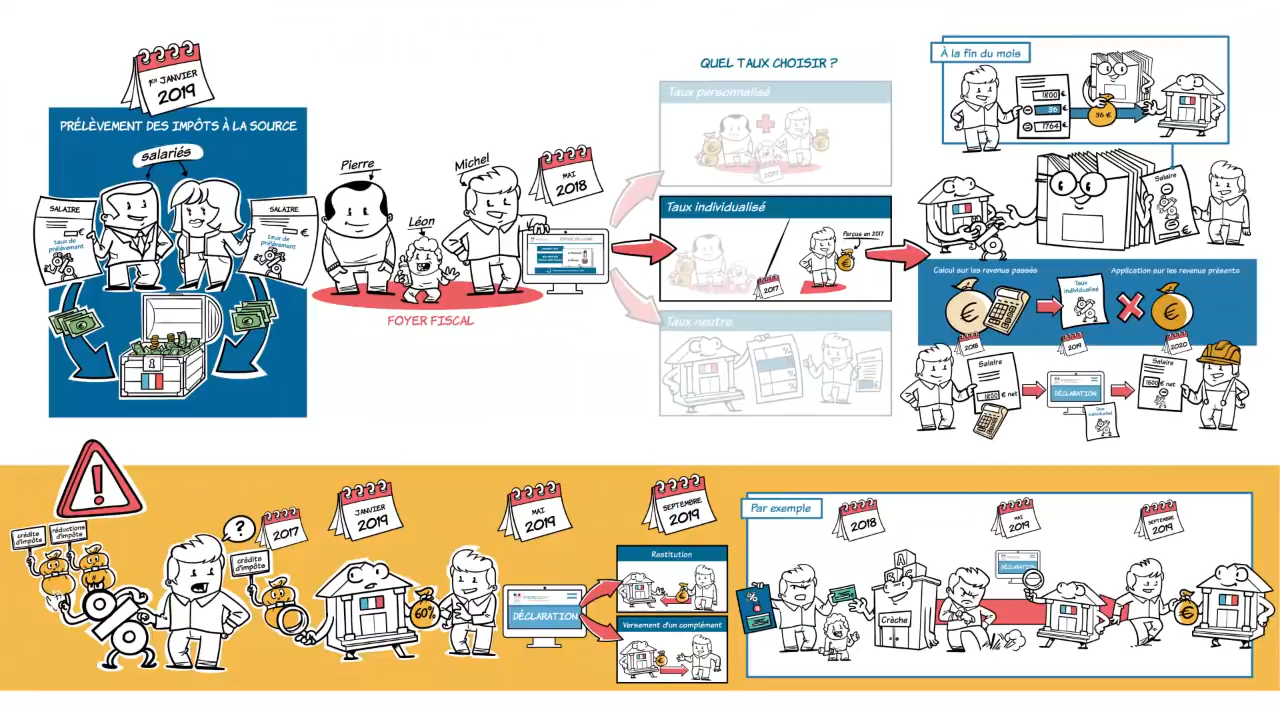 1ER JANVIER
2019
PRÉLÈVEMENT DES IMPÔTS À LA SOURCE
salariés
SALAIRE
€
taux de
prélèvement
SALAIRE
€
taux de
prélèvement
Pierre
Léon
Michel
MAI
2018
FOYER FISCAL
QUEL TAUX CHOISIR ?
Taux personnalisé
2017
Taux individualisé
2017
Perçus en 2017
€
Taux neutre
À la fin du mois
1800 €
36 €
1764 €
36 €
Salaire
Calcul sur les revenus passés
Application sur les revenus présents
€
Taux
individualisé
€
2018
2019
2020
Salaire
1800 € net
DÉCLARATION
Taux
individualisé
Salaire
1600 € net
crédits
d'impôts
réductions
d'impôts
?
crédits
d'impôts
2017
JANVIER
2019
60%
MAI
2019
DÉCLARATION
SEPTEMBRE
2019
Restitution
Versement d'un complément
Par exemple
2018
%
A
B
C
Crèche
MAI
2019
DÉCLARATION
SEPTEMBRE
2019
€